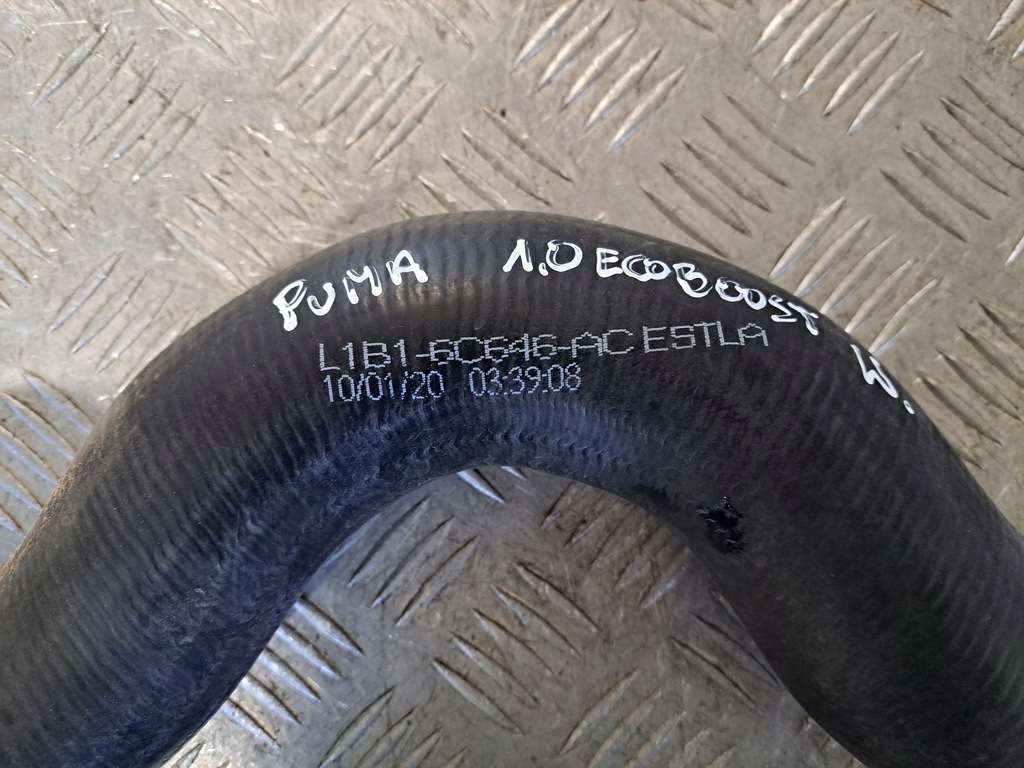 PUMA 1.0 ECOBOOST W.
L1B1-6C646-AC ESTLA
10/01/20 03:39:08